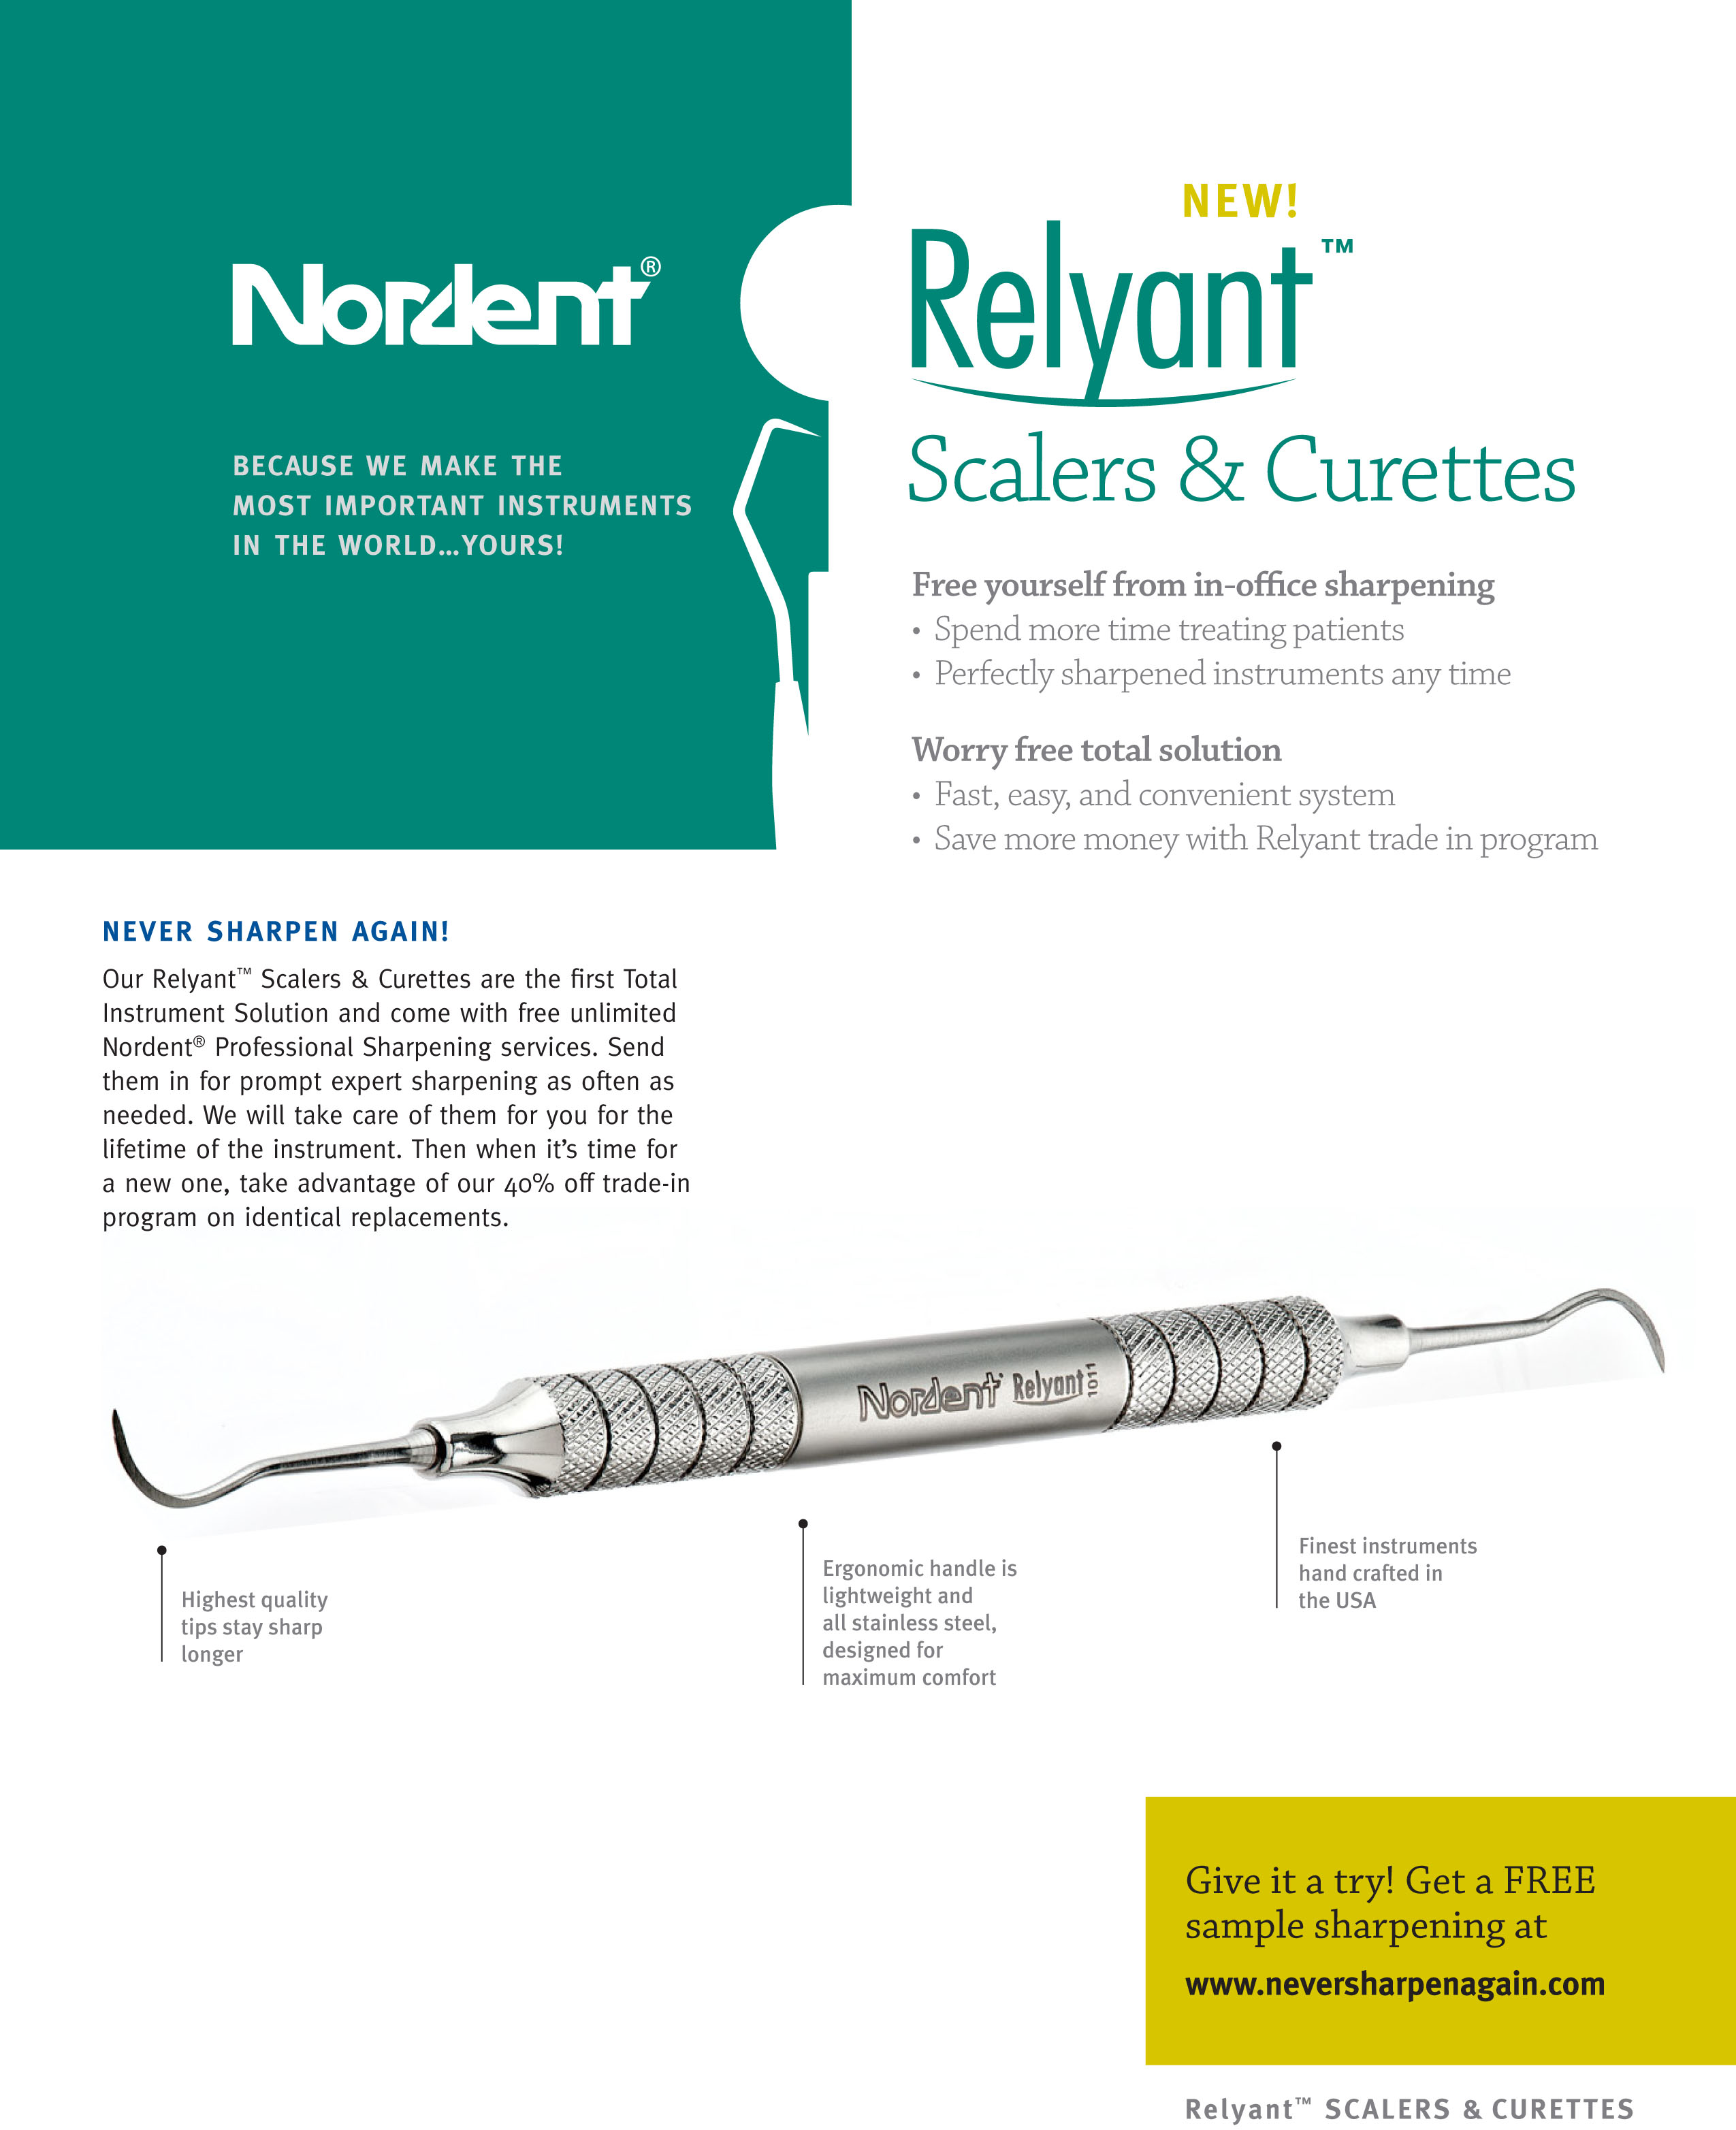 Nordent®
BECAUSE WE MAKE THE
MOST IMPORTANT INSTRUMENTS
IN THE WORLD...YOURS!
NEW!
Relyant™
Scalers & Curettes
Free yourself from in-office sharpening
• Spend more time treating patients
• Perfectly sharpened instruments any time
Worry free total solution
• Fast, easy, and convenient system
• Save more money with Relyant trade in program
NEVER SHARPEN AGAIN!
Our Relyant™ Scalers & Curettes are the first Total
Instrument Solution and come with free unlimited
Nordent® Professional Sharpening services. Send
them in for prompt expert sharpening as often as
needed. We will take care of them for you for the
lifetime of the instrument. Then when it’s time for
a new one, take advantage of our 40% off trade-in
program on identical replacements.
Nordent Relyant 1011
Highest quality
tips stay sharp
longer
Ergonomic handle is
lightweight and
all stainless steel,
designed for
maximum comfort
Finest instruments
hand crafted in
the USA
Give it a try! Get a FREE
sample sharpening at
www.neversharpenagain.com
Relyant™ SCALERS & CURETTES